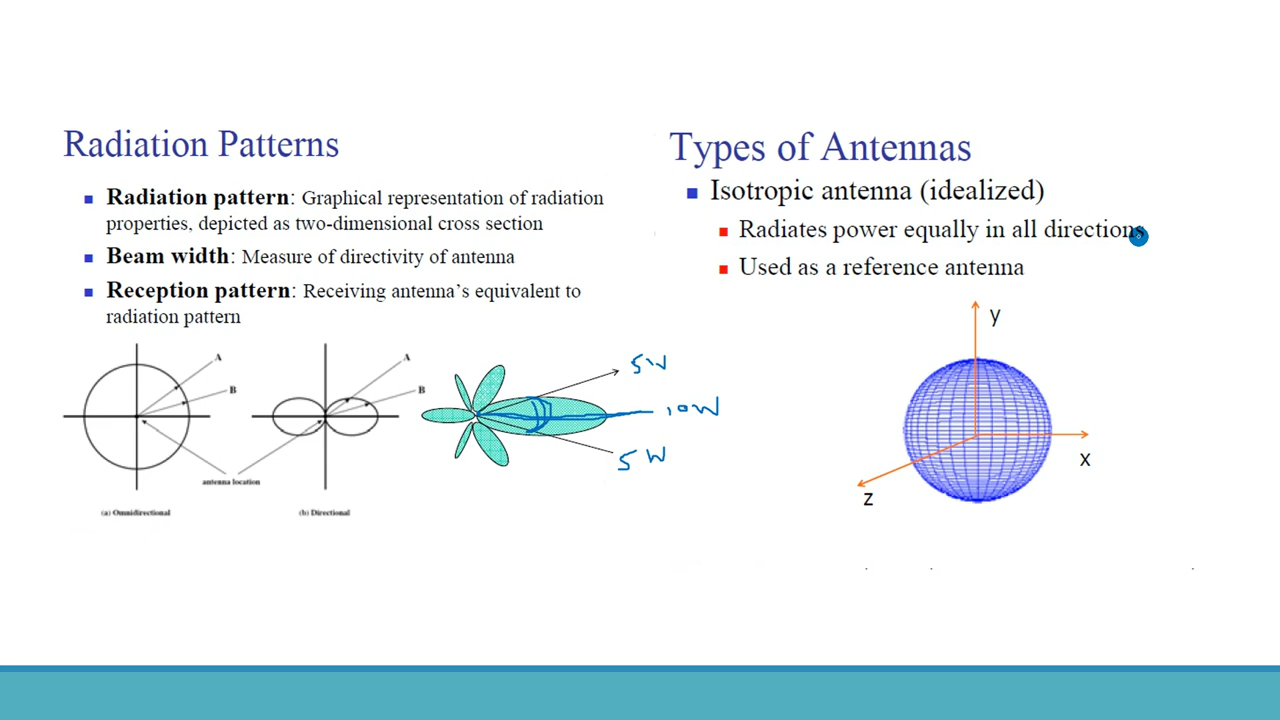 Radiation Patterns
■ Radiation pattern: Graphical representation of radiation
properties, depicted as two-dimensional cross section
■ Beam width: Measure of directivity of antenna
■ Reception pattern: Receiving antenna's equivalent to
radiation pattern
A
B
antenna location
(a) Omnidirectional
A
B
(b) Directional
5W
10W
5W
Types of Antennas
■ Isotropic antenna (idealized)
■ Radiates power equally in all directions
■ Used as a reference antenna
y
x
z